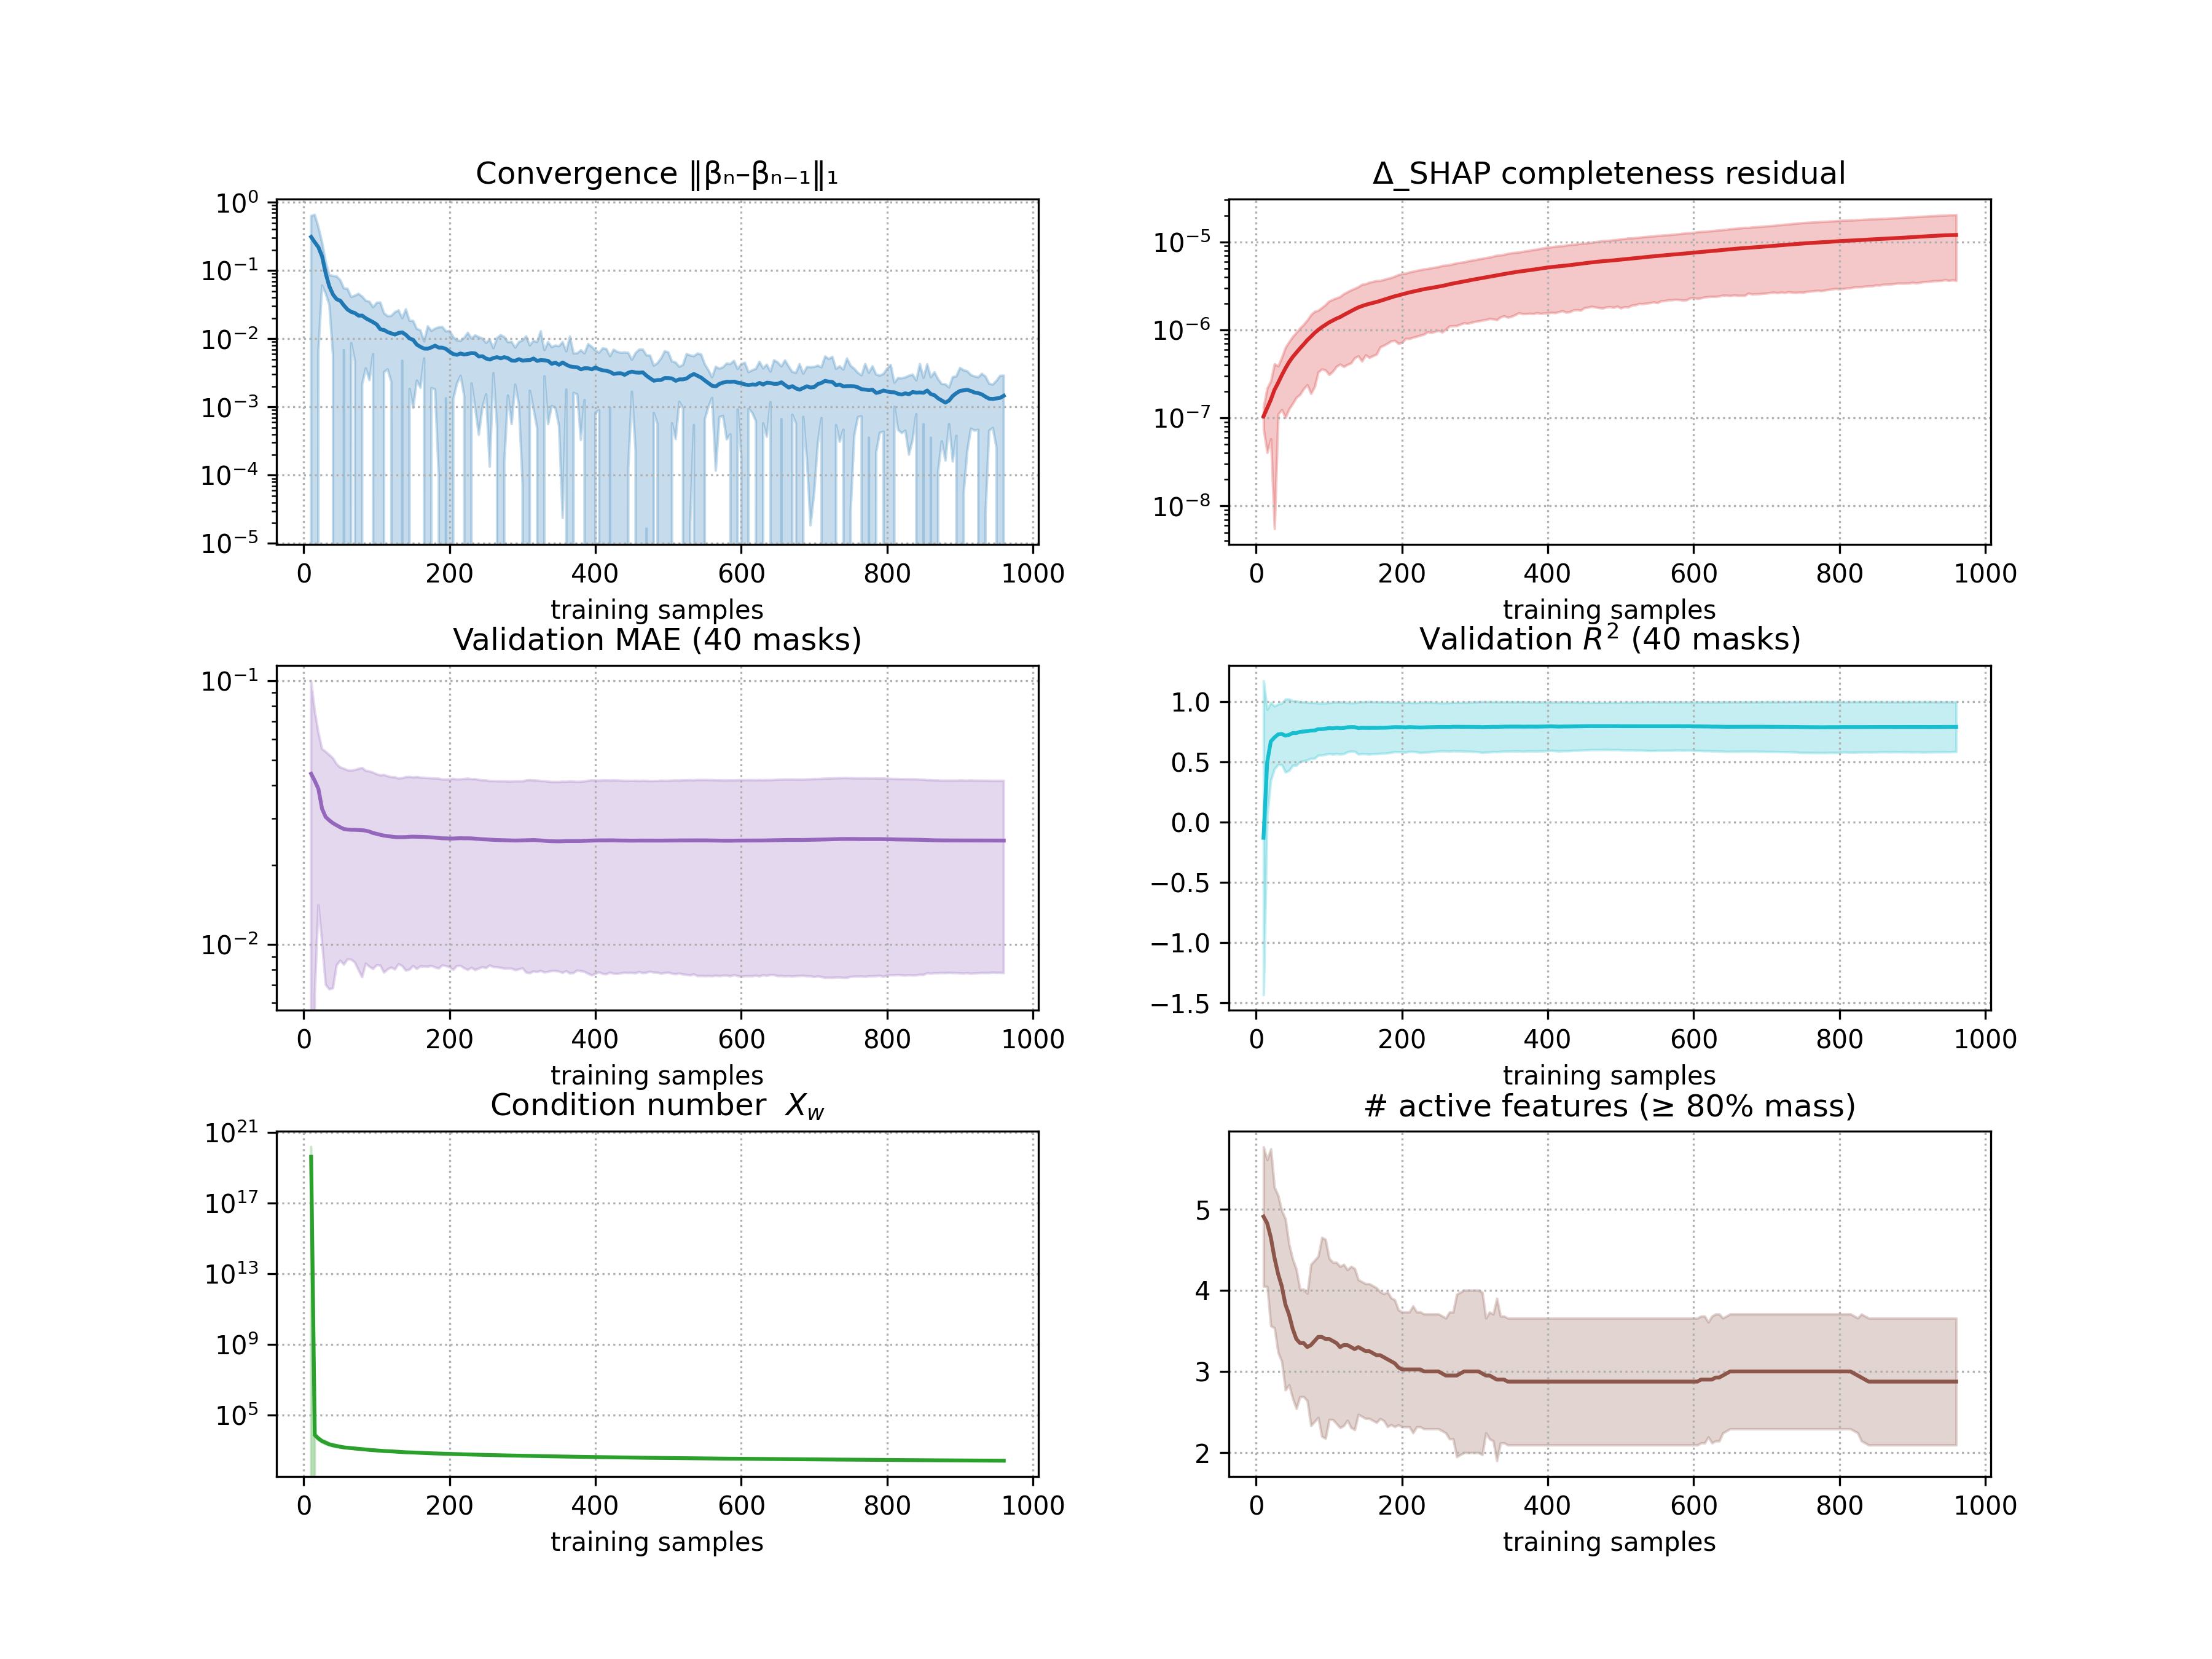 Convergence ‖βₙ–βₙ₋₁‖₁
10⁰
10⁻¹
10⁻²
10⁻³
10⁻⁴
10⁻⁵
0 200 400 600 800 1000
training samples
Δ_SHAP completeness residual
10⁻⁵
10⁻⁶
10⁻⁷
10⁻⁸
0 200 400 600 800 1000
training samples
Validation MAE (40 masks)
10⁻¹
10⁻²
0 200 400 600 800 1000
training samples
Validation R² (40 masks)
1.0
0.5
0.0
−0.5
−1.0
−1.5
0 200 400 600 800 1000
training samples
Condition number X_w
10²¹
10¹⁷
10¹³
10⁹
10⁵
0 200 400 600 800 1000
training samples
# active features (≥ 80% mass)
5
4
3
2
0 200 400 600 800 1000
training samples